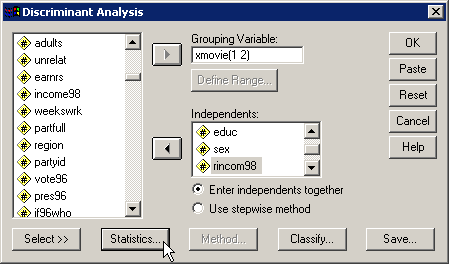 Discriminant Analysis
adults
unrelat
earnrs
income98
weekswrk
partfull
region
partyid
vote96
pres96
if96who
Grouping Variable:
xmovie(1 2)
Define Range...
Independents:
educ
sex
rincom98
Enter independents together
Use stepwise method
OK
Paste
Reset
Cancel
Help
Select >>
Statistics...
Method...
Classify...
Save...